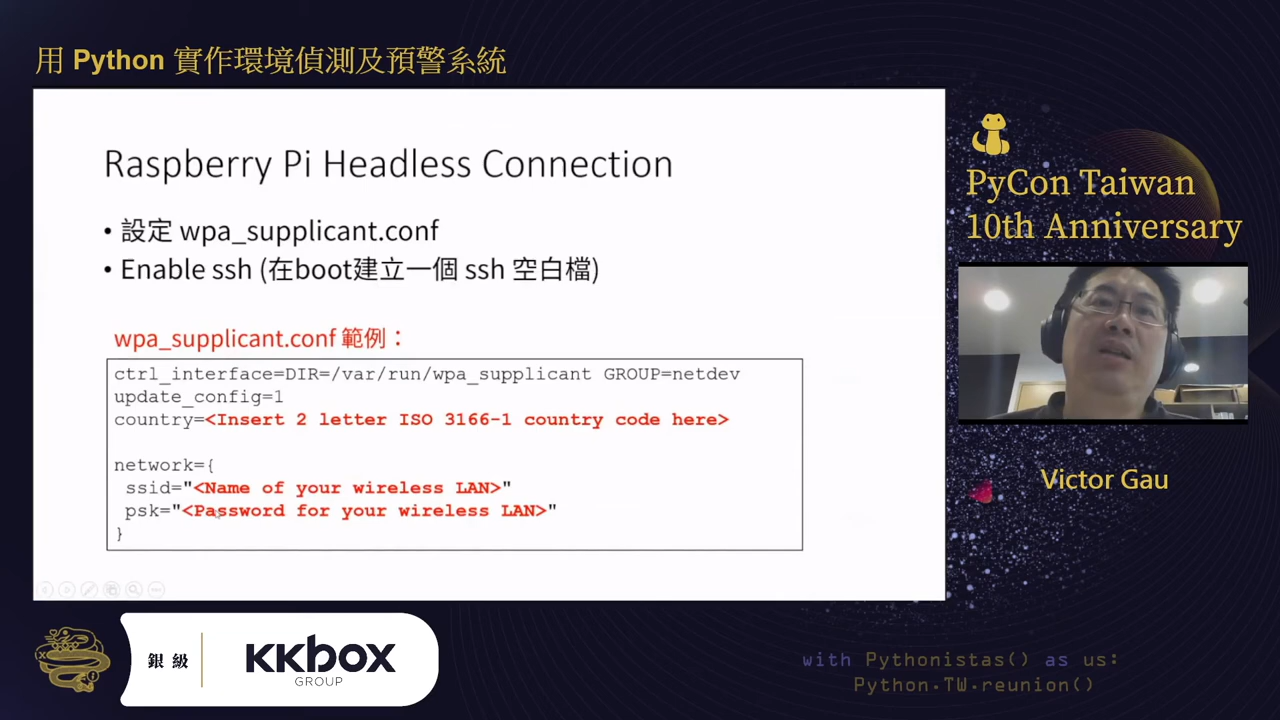 用 Python 實作環境偵測及預警系統
Raspberry Pi Headless Connection
• 設定 wpa_supplicant.conf
• Enable ssh (在boot建立一個 ssh 空白檔)
wpa_supplicant.conf 範例：
ctrl_interface=DIR=/var/run/wpa_supplicant GROUP=netdev
update_config=1
country=<Insert 2 letter ISO 3166-1 country code here>
network={
ssid="<Name of your wireless LAN>"
psk="<Password for your wireless LAN>"
}
PyCon Taiwan
10th Anniversary
Victor Gau
銀級
KKBOX
GROUP
with Pythonistas() as us:
Python.TW.reunion()